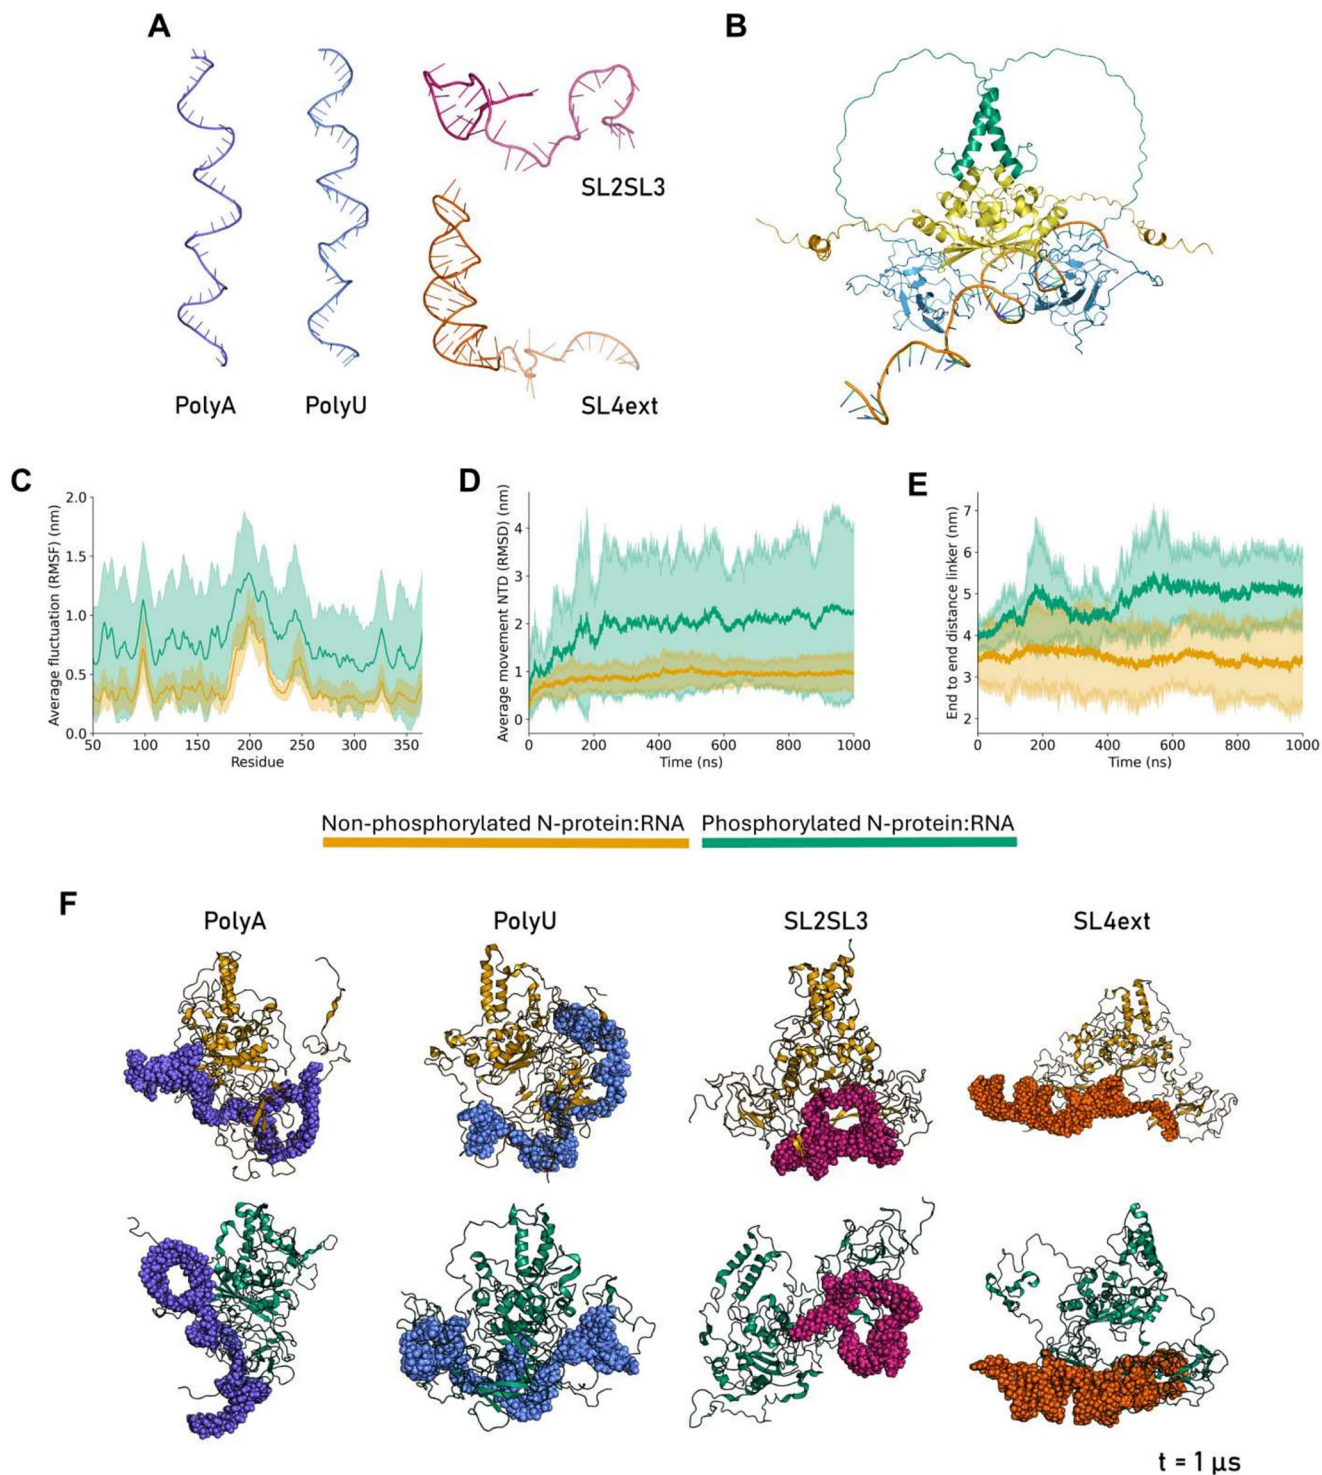 A
B
PolyA
PolyU
SL2SL3
SL4ext
C
D
E
Average fluctuation (RMSF) (nm)
2.0
1.5
1.0
0.5
0.0
50
100
150
200
250
300
350
Residue
Average movement NTD (RMSD) (nm)
4
3
2
1
0
0
200
400
600
800
1000
Time (ns)
End to end distance linker (nm)
7
6
5
4
3
2
0
200
400
600
800
1000
Time (ns)
Non-phosphorylated N-protein:RNA
Phosphorylated N-protein:RNA
F
PolyA
PolyU
SL2SL3
SL4ext
t = 1 µs